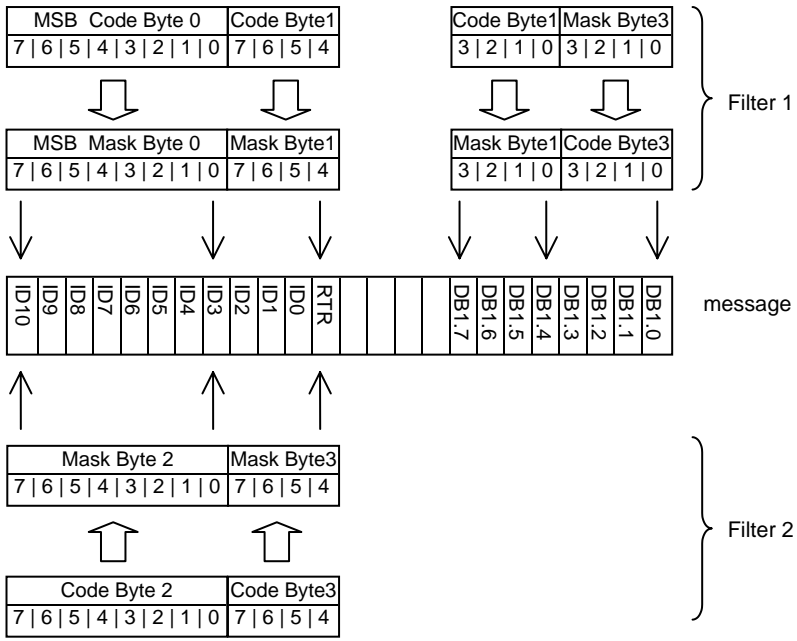 MSB Code Byte 0 Code Byte1 Code Byte1 Mask Byte3
7 | 6 | 5 | 4 | 3 | 2 | 1 | 0 7 | 6 | 5 | 4 3 | 2 | 1 | 0 3 | 2 | 1 | 0
Filter 1
MSB Mask Byte 0 Mask Byte1 Mask Byte1 Code Byte3
7 | 6 | 5 | 4 | 3 | 2 | 1 | 0 7 | 6 | 5 | 4 3 | 2 | 1 | 0 3 | 2 | 1 | 0
ID10 ID9 ID8 ID7 ID6 ID5 ID4 ID3 ID2 ID1 ID0 RTR DB1.7 DB1.6 DB1.5 DB1.4 DB1.3 DB1.2 DB1.1 DB1.0 message
Mask Byte 2 Mask Byte3
7 | 6 | 5 | 4 | 3 | 2 | 1 | 0 7 | 6 | 5 | 4
Filter 2
Code Byte 2 Code Byte3
7 | 6 | 5 | 4 | 3 | 2 | 1 | 0 7 | 6 | 5 | 4